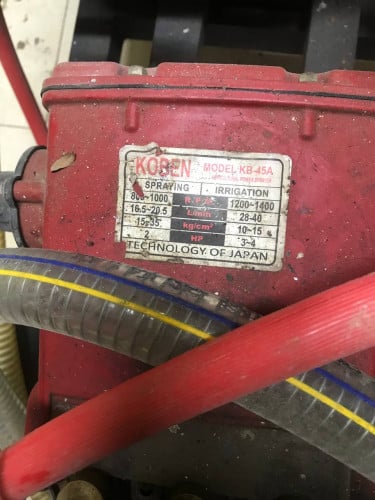 KOBEN MODEL KB-45A
SPRAYING IRRIGATION
800~1000 R.P.M 1200~1400
16.5~20.5 L/min 28-40
15~35 kg/cm² 10~15
2 HP 3~4
TECHNOLOGY OF JAPAN